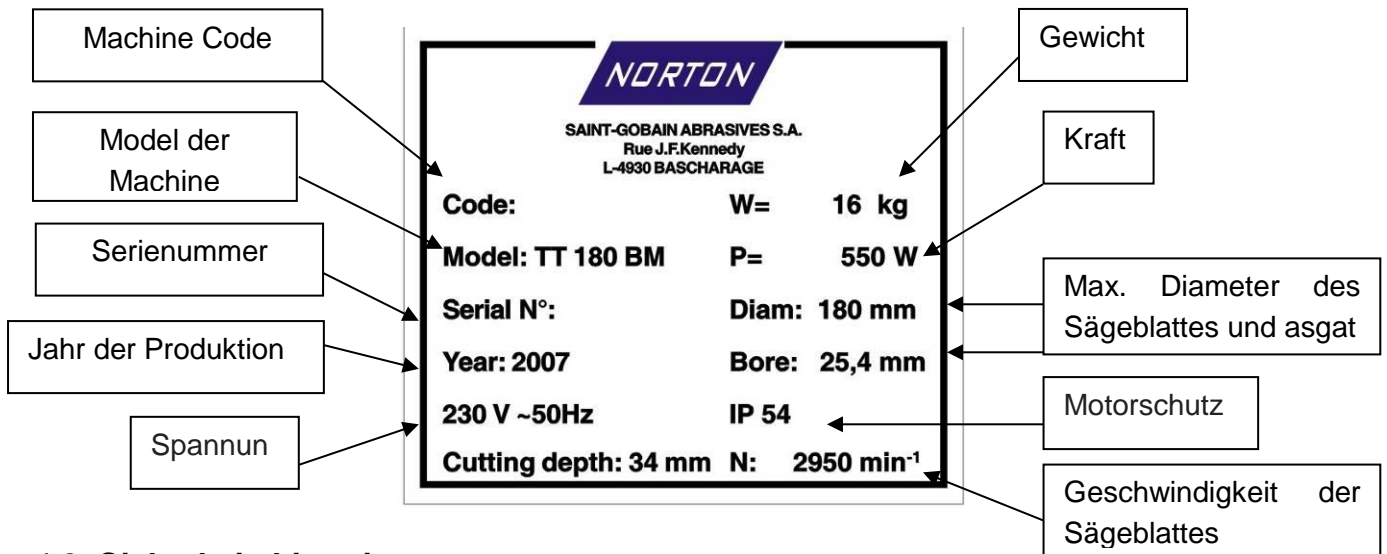 Machine Code
Model der
Machine
Serienummer
Jahr der Produktion
Spannun
NORTON
SAINT-GOBAIN ABRASIVES S.A.
Rue J.F.Kennedy
L-4930 BASCHARAGE
Code: W= 16 kg
Model: TT 180 BM P= 550 W
Serial N°: Diam: 180 mm
Year: 2007 Bore: 25,4 mm
230 V ~50Hz IP 54
Cutting depth: 34 mm N: 2950 min⁻¹
Gewicht
Kraft
Max. Diameter des
Sägeblattes und asgat
Motorschutz
Geschwindigkeit der
Sägeblattes